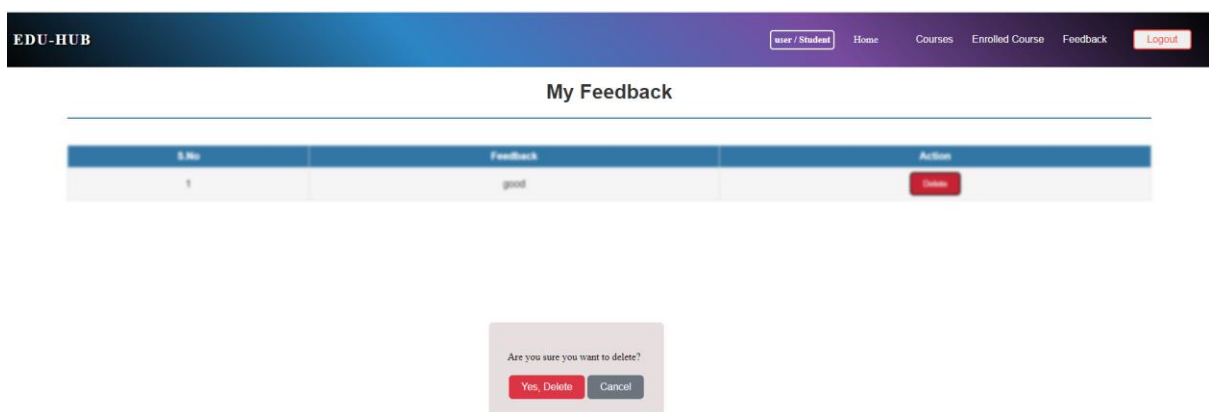 EDU-HUB user / Student Home Courses Enrolled Course Feedback Logout
My Feedback
S.No Feedback Action
1 good Delete
Are you sure you want to delete?
Yes, Delete Cancel